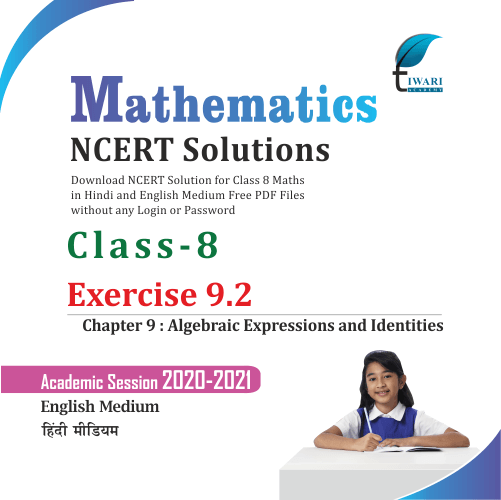 tIWARI
ACADEMY
Mathematics
NCERT Solutions
Download NCERT Solution for Class 8 Maths
in Hindi and English Medium Free PDF Files
without any Login or Password
Class-8
Exercise 9.2
Chapter 9 : Algebraic Expressions and Identities
Academic Session 2020-2021
English Medium
हिंदी मीडियम